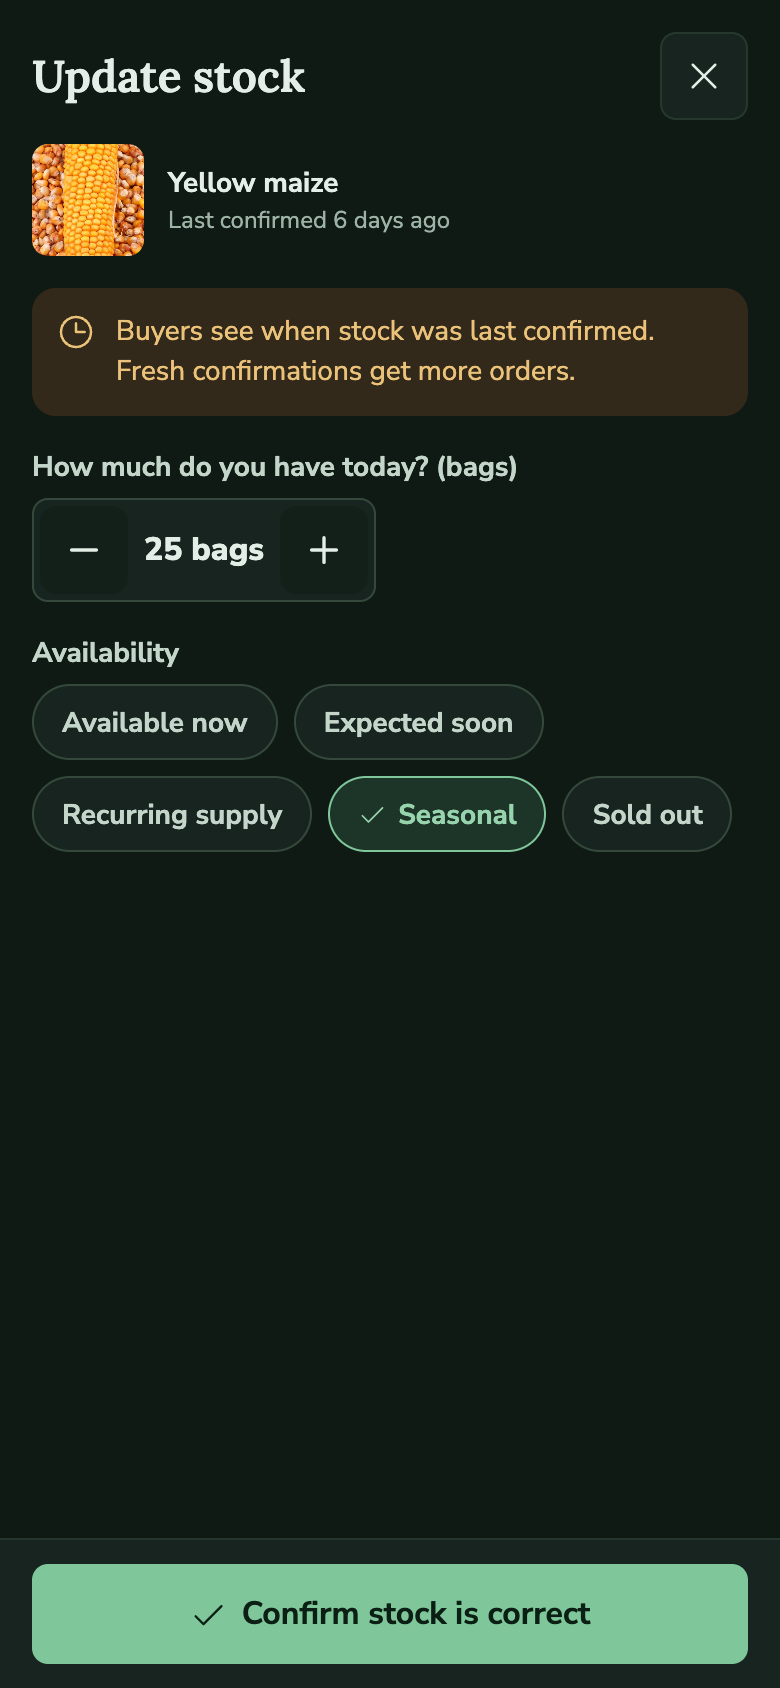 Update stock
Yellow maize
Last confirmed 6 days ago
Buyers see when stock was last confirmed.
Fresh confirmations get more orders.
How much do you have today? (bags)
25 bags
Availability
Available now
Expected soon
Recurring supply
Seasonal
Sold out
Confirm stock is correct